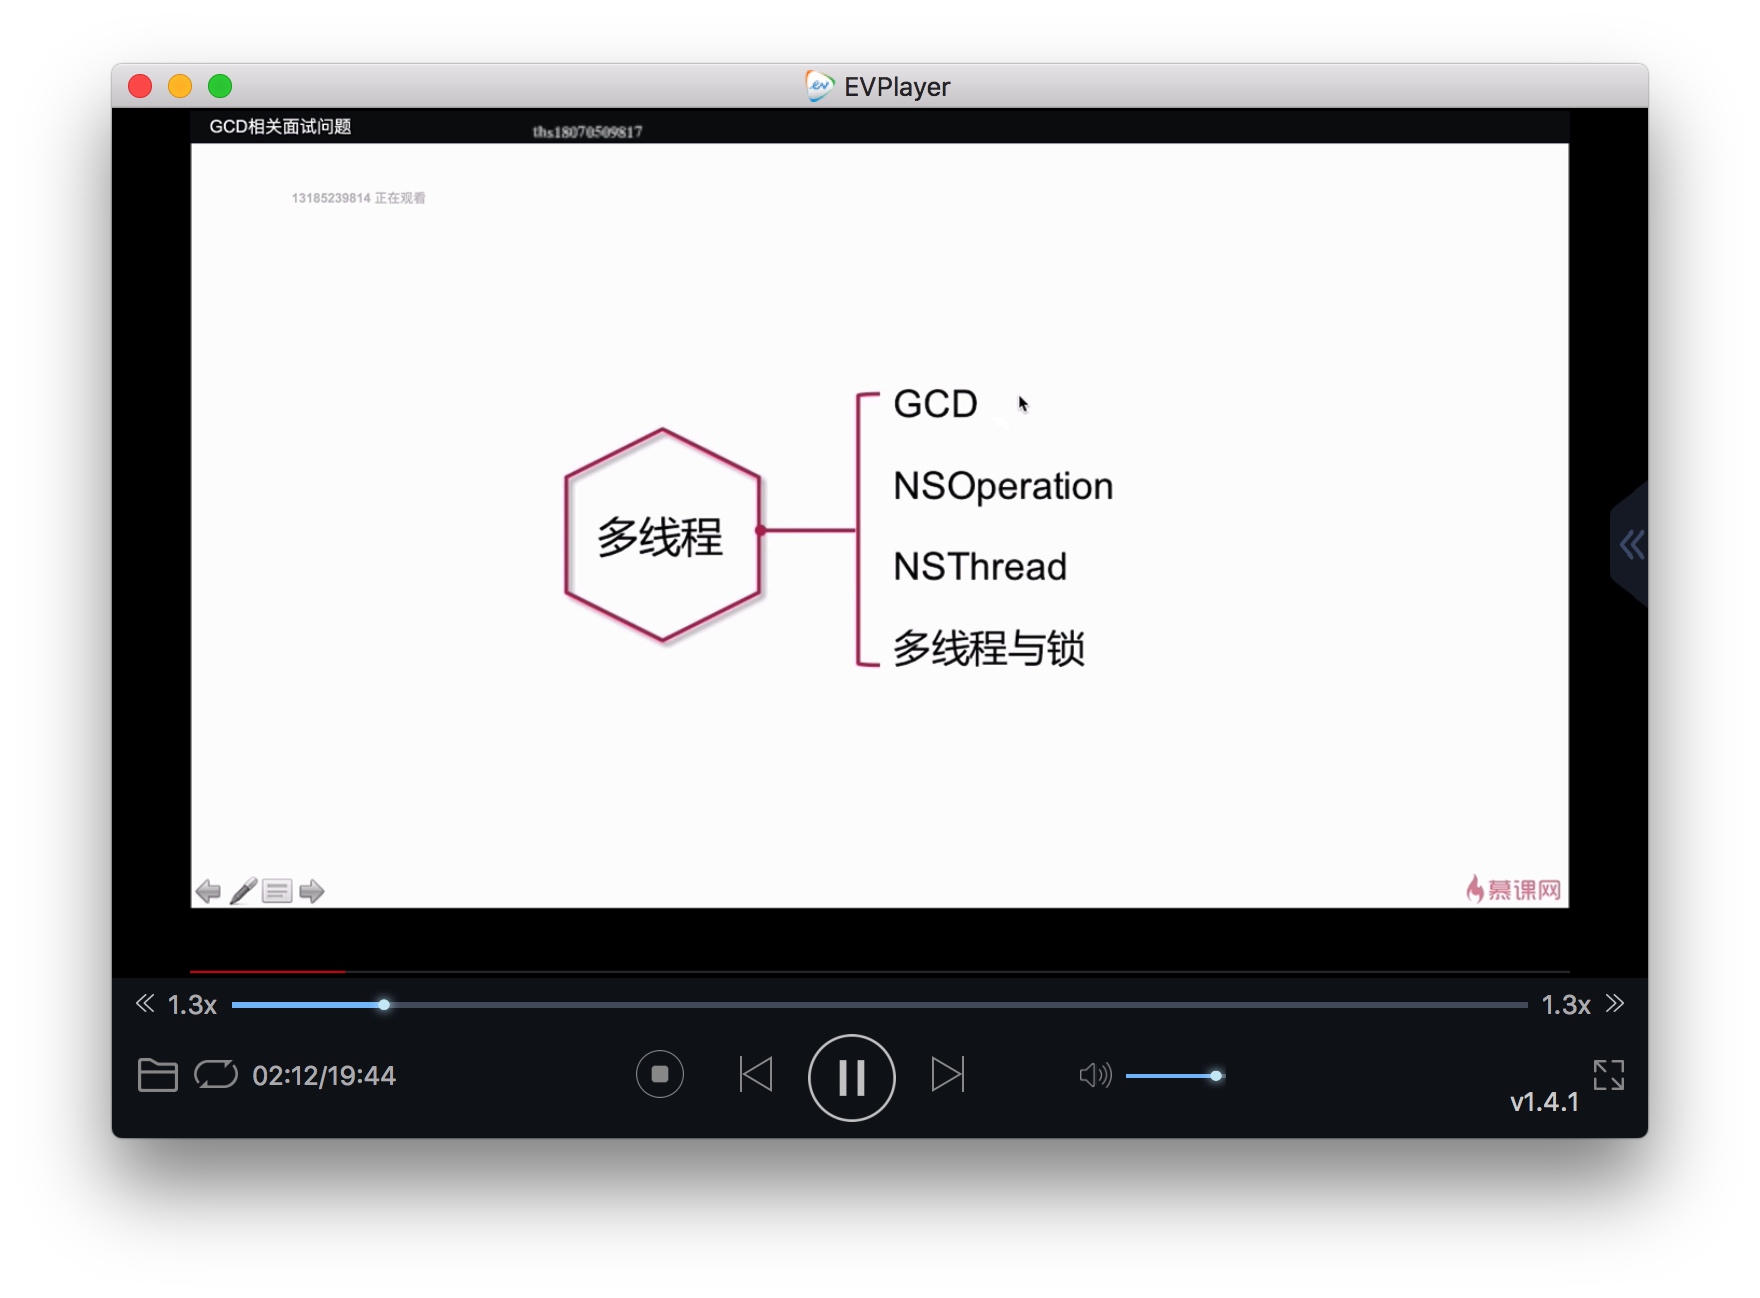 EVPlayer
GCD相关面试问题
ths18070509817
13185239814 正在观看
GCD
NSOperation
多线程
NSThread
多线程与锁
慕课网
1.3x
1.3x
02:12/19:44
v1.4.1